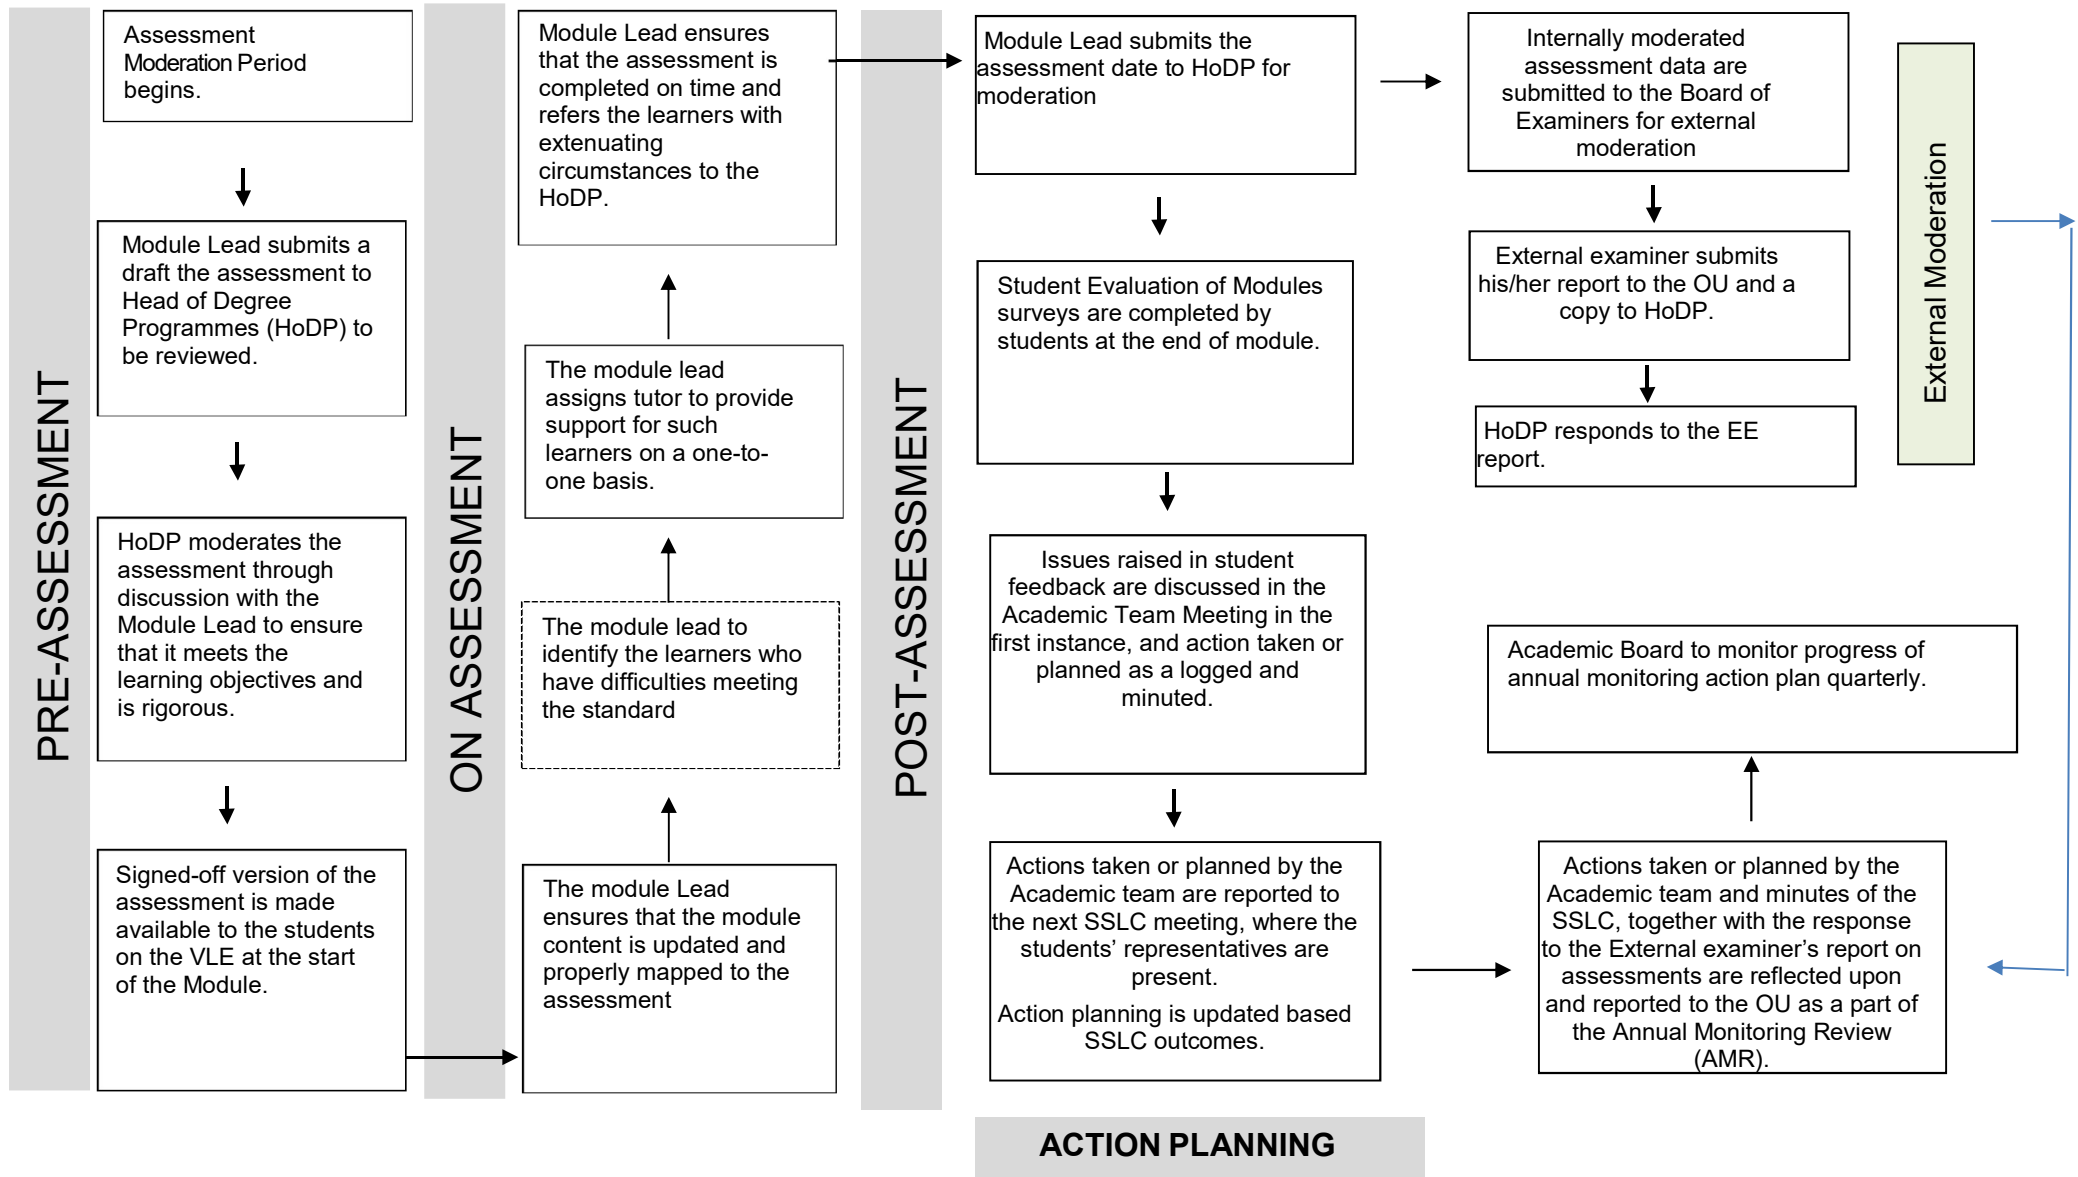 PRE-ASSESSMENT
Assessment
Moderation Period
begins.
Module Lead submits a
draft the assessment to
Head of Degree
Programmes (HoDP) to
be reviewed.
HoDP moderates the
assessment through
discussion with the
Module Lead to ensure
that it meets the
learning objectives and
is rigorous.
Signed-off version of the
assessment is made
available to the students
on the VLE at the start
of the Module.
ON ASSESSMENT
The module Lead
ensures that the module
content is updated and
properly mapped to the
assessment
The module lead to
identify the learners who
have difficulties meeting
the standard
The module lead
assigns tutor to provide
support for such
learners on a one-to-
one basis.
Module Lead ensures
that the assessment is
completed on time and
refers the learners with
extenuating
circumstances to the
HoDP.
POST-ASSESSMENT
Module Lead submits the
assessment date to HoDP for
moderation
Student Evaluation of Modules
surveys are completed by
students at the end of module.
Issues raised in student
feedback are discussed in the
Academic Team Meeting in the
first instance, and action taken or
planned as a logged and
minuted.
Actions taken or planned by the
Academic team are reported to
the next SSLC meeting, where the
students’ representatives are
present.
Action planning is updated based
SSLC outcomes.
Internally moderated
assessment data are
submitted to the Board of
Examiners for external
moderation
External examiner submits
his/her report to the OU and a
copy to HoDP.
HoDP responds to the EE
report.
External Moderation
Academic Board to monitor progress of
annual monitoring action plan quarterly.
Actions taken or planned by the
Academic team and minutes of the
SSLC, together with the response
to the External examiner’s report on
assessments are reflected upon
and reported to the OU as a part of
the Annual Monitoring Review
(AMR).
ACTION PLANNING